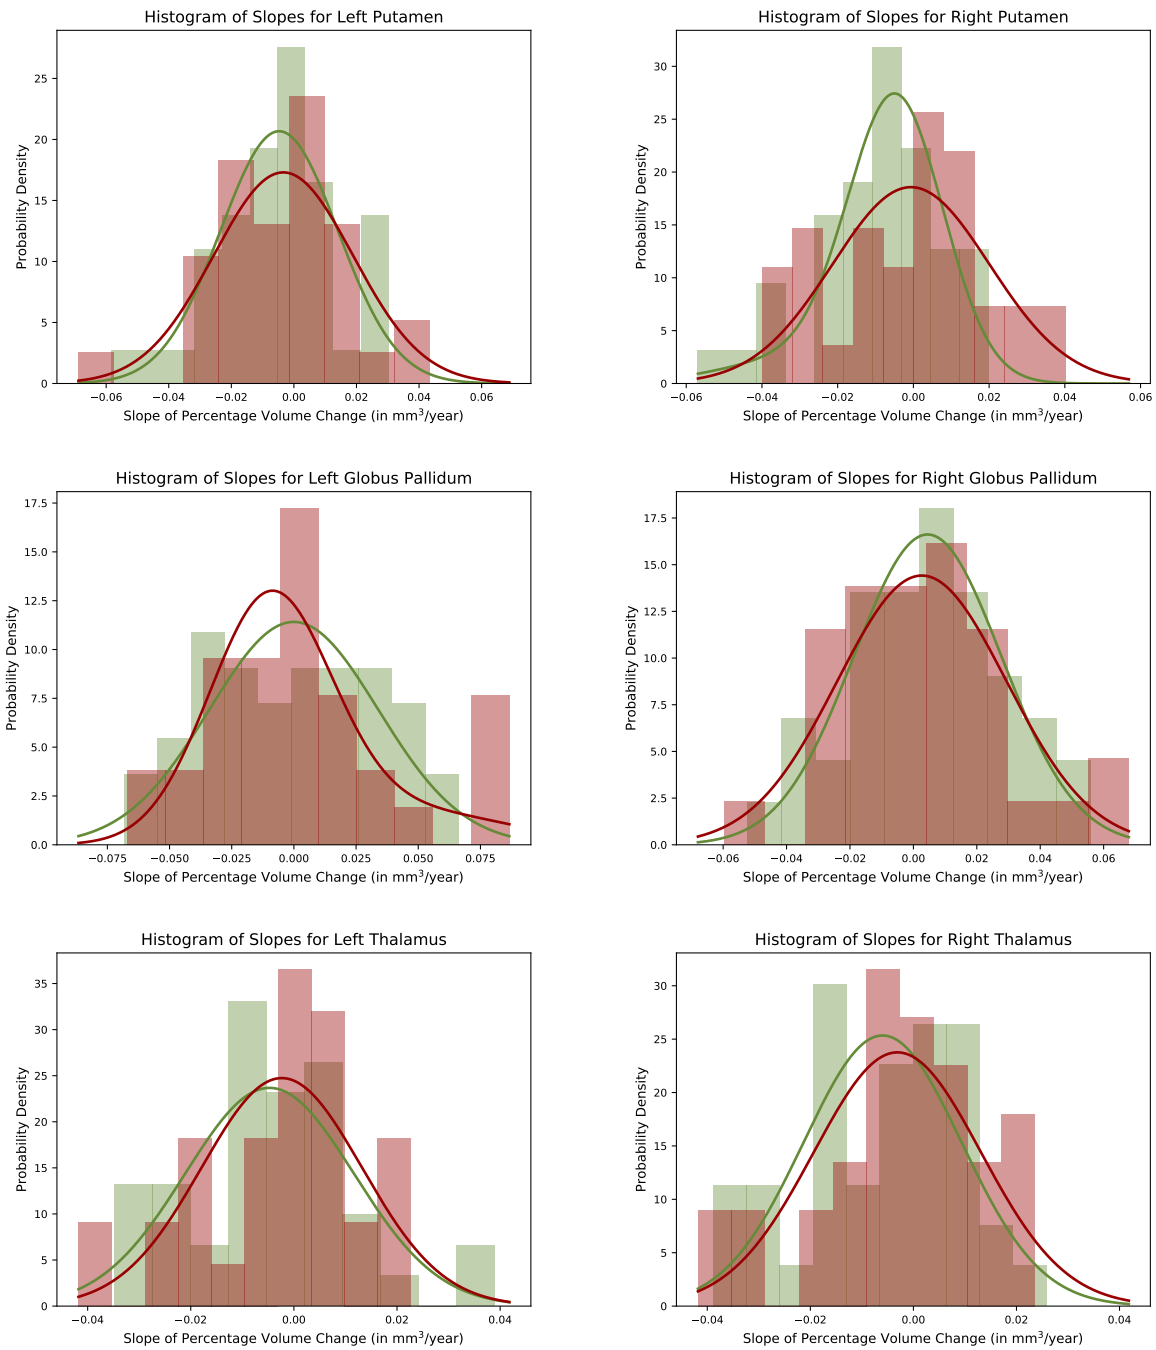 Histogram of Slopes for Left Putamen
Probability Density
25
20
15
10
5
0
−0.06 −0.04 −0.02 0.00 0.02 0.04 0.06
Slope of Percentage Volume Change (in mm³/year)
Histogram of Slopes for Right Putamen
Probability Density
30
25
20
15
10
5
0
−0.06 −0.04 −0.02 0.00 0.02 0.04 0.06
Slope of Percentage Volume Change (in mm³/year)
Histogram of Slopes for Left Globus Pallidum
Probability Density
17.5
15.0
12.5
10.0
7.5
5.0
2.5
0.0
−0.075 −0.050 −0.025 0.000 0.025 0.050 0.075
Slope of Percentage Volume Change (in mm³/year)
Histogram of Slopes for Right Globus Pallidum
Probability Density
17.5
15.0
12.5
10.0
7.5
5.0
2.5
0.0
−0.06 −0.04 −0.02 0.00 0.02 0.04 0.06
Slope of Percentage Volume Change (in mm³/year)
Histogram of Slopes for Left Thalamus
Probability Density
35
30
25
20
15
10
5
0
−0.04 −0.02 0.00 0.02 0.04
Slope of Percentage Volume Change (in mm³/year)
Histogram of Slopes for Right Thalamus
Probability Density
30
25
20
15
10
5
0
−0.04 −0.02 0.00 0.02 0.04
Slope of Percentage Volume Change (in mm³/year)